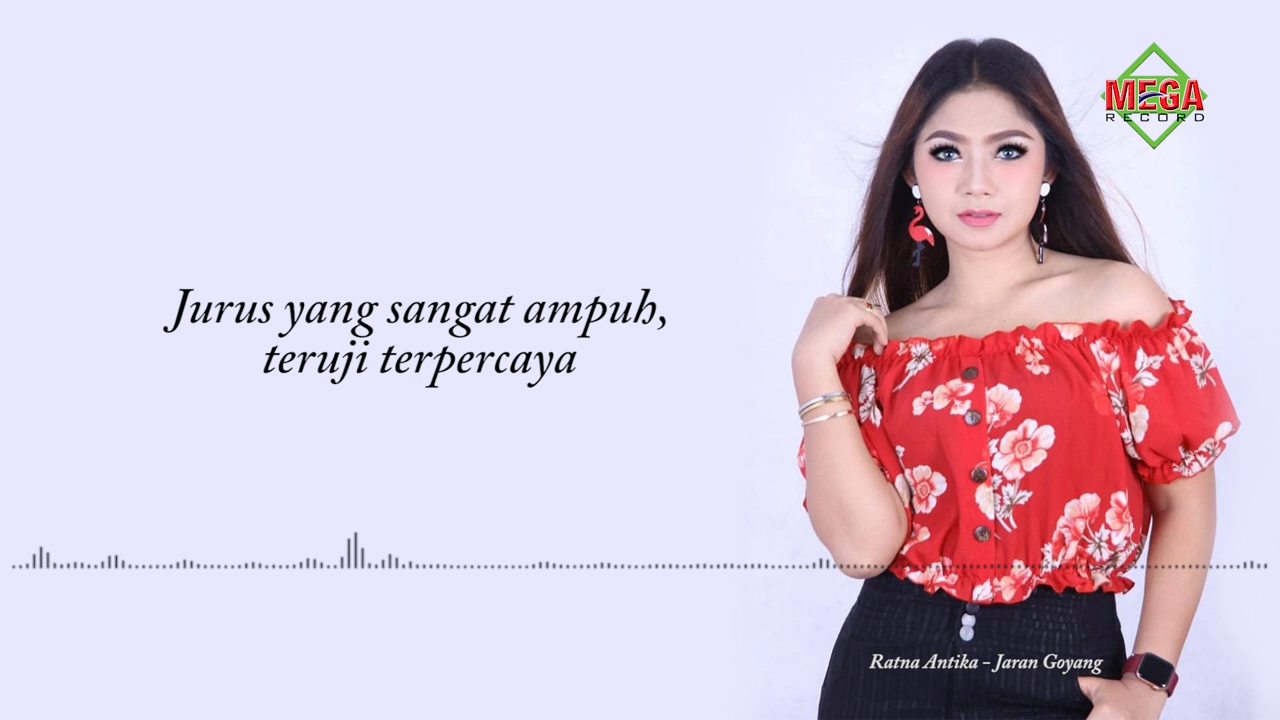 MEGA
RECORD
Jurus yang sangat ampuh,
teruji terpercaya
Ratna Antika - Jaran Goyang